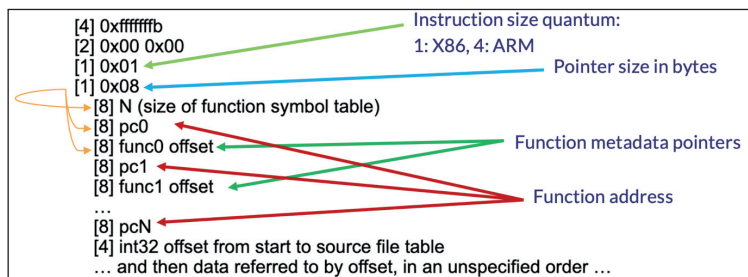 [4] 0xfffffffb
[2] 0x00 0x00
[1] 0x01
[1] 0x08
[8] N (size of function symbol table)
[8] pc0
[8] func0 offset
[8] pc1
[8] func1 offset
...
[8] pcN
[4] int32 offset from start to source file table
... and then data referred to by offset, in an unspecified order ...
Instruction size quantum:
1: X86, 4: ARM
Pointer size in bytes
Function metadata pointers
Function address